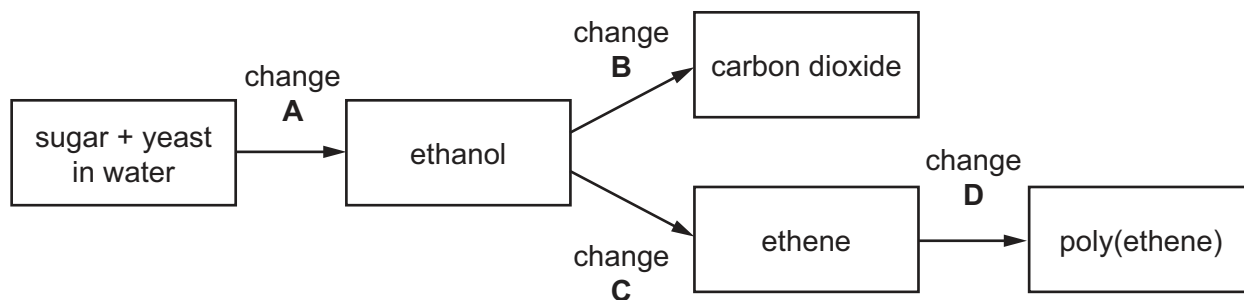 sugar + yeast
in water
change
A
ethanol
change
B
carbon dioxide
change
C
ethene
change
D
poly(ethene)